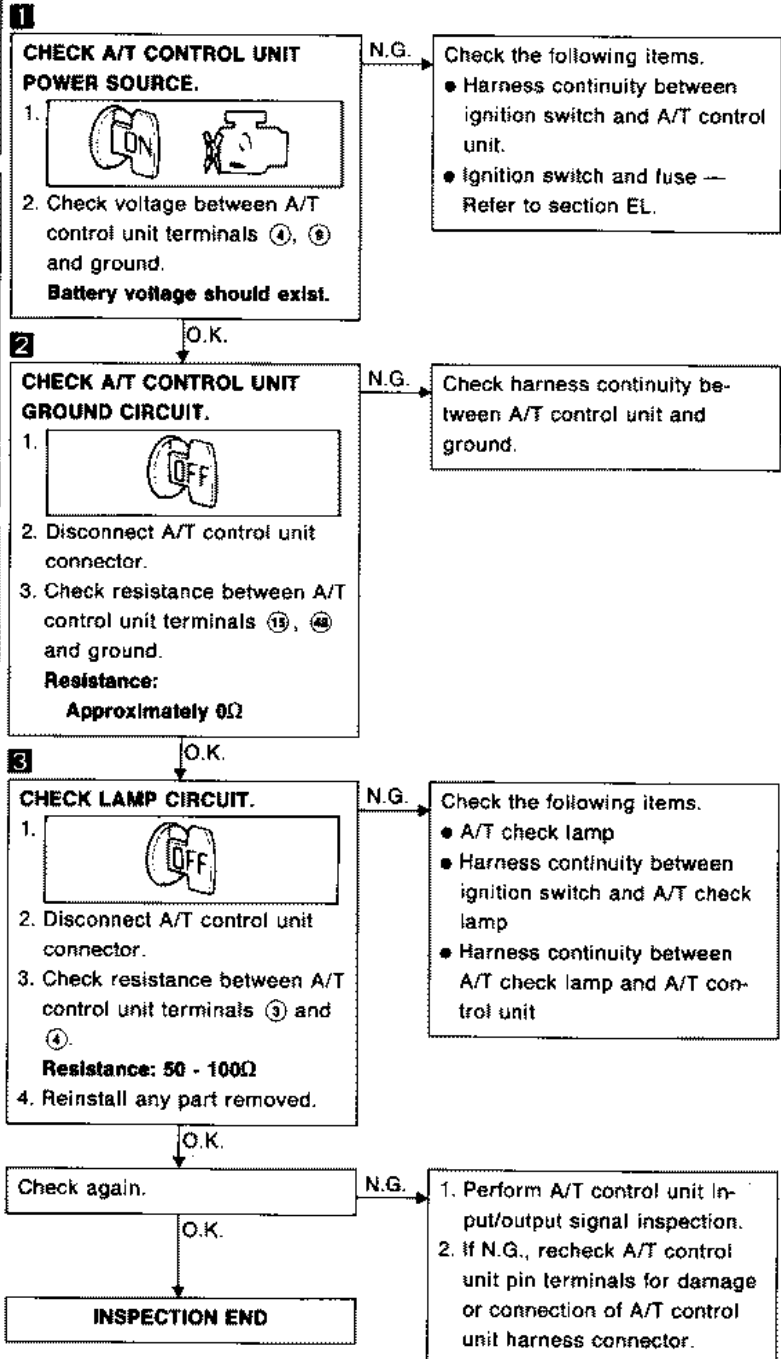 1
CHECK A/T CONTROL UNIT
POWER SOURCE.
1.
ON
2. Check voltage between A/T
control unit terminals ④, ⑨
and ground.
Battery voltage should exist.
N.G.
Check the following items.
● Harness continuity between
ignition switch and A/T control
unit.
● Ignition switch and fuse —
Refer to section EL.
O.K.
2
CHECK A/T CONTROL UNIT
GROUND CIRCUIT.
1.
OFF
2. Disconnect A/T control unit
connector.
3. Check resistance between A/T
control unit terminals ⑮, ㊽
and ground.
Resistance:
Approximately 0Ω
N.G.
Check harness continuity be-
tween A/T control unit and
ground.
O.K.
3
CHECK LAMP CIRCUIT.
1.
OFF
2. Disconnect A/T control unit
connector.
3. Check resistance between A/T
control unit terminals ③ and
④.
Resistance: 50 - 100Ω
4. Reinstall any part removed.
N.G.
Check the following items.
● A/T check lamp
● Harness continuity between
ignition switch and A/T check
lamp
● Harness continuity between
A/T check lamp and A/T con-
trol unit
O.K.
Check again.
N.G.
1. Perform A/T control unit in-
put/output signal inspection.
2. If N.G., recheck A/T control
unit pin terminals for damage
or connection of A/T control
unit harness connector.
O.K.
INSPECTION END